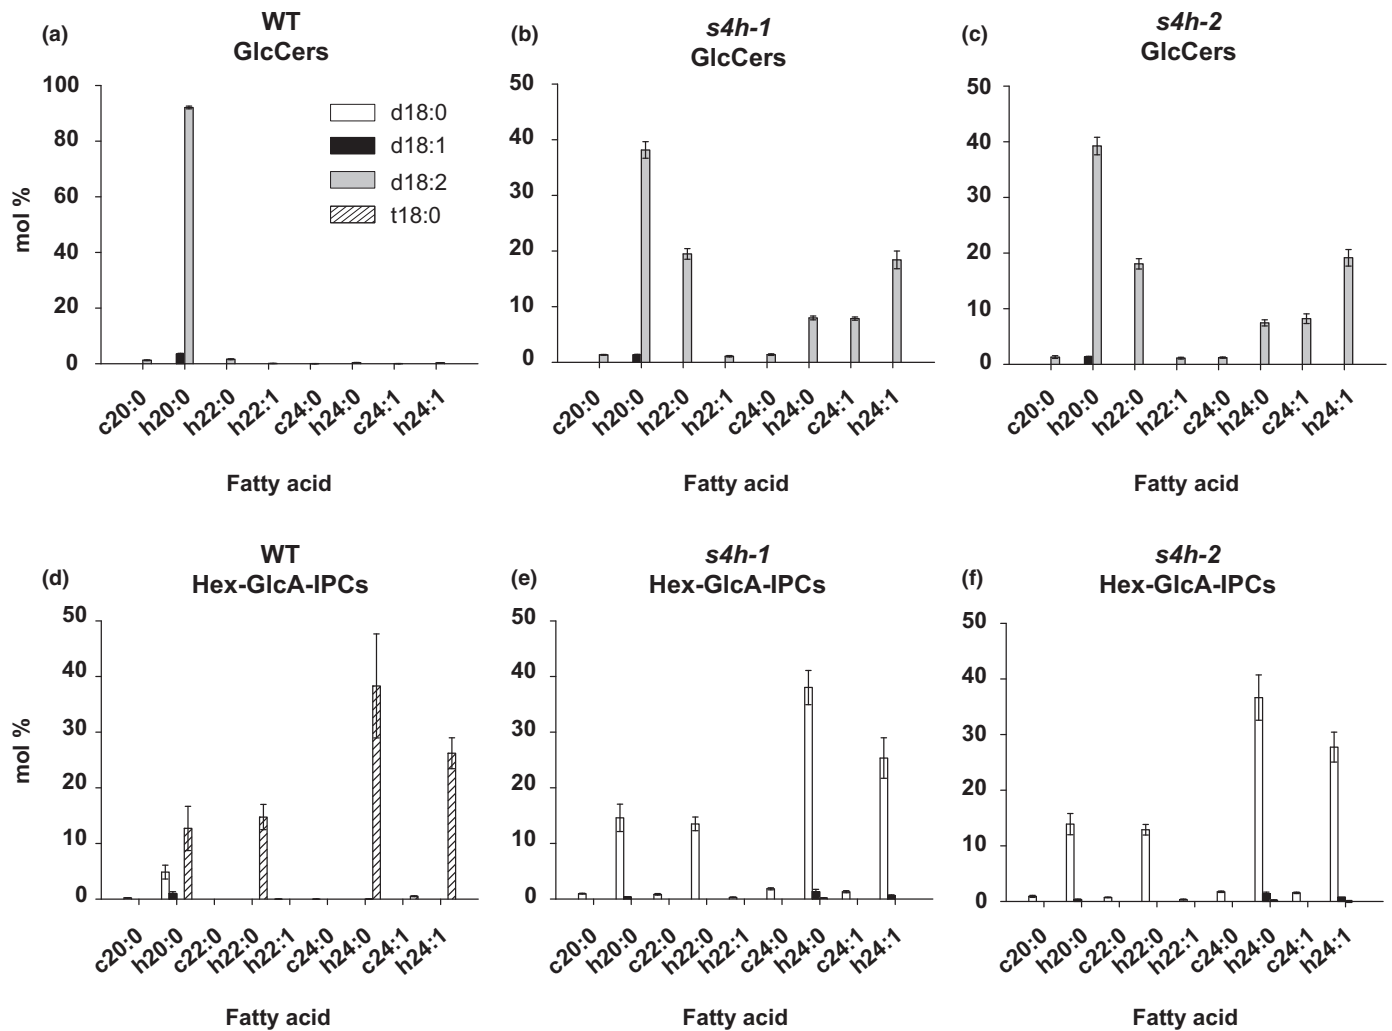 (a)
WT
GlcCers
mol %
100
80
60
40
20
0
d18:0
d18:1
d18:2
t18:0
c20:0
h20:0
h22:0
h22:1
c24:0
h24:0
c24:1
h24:1
Fatty acid
(b)
s4h-1
GlcCers
50
40
30
20
10
0
c20:0
h20:0
h22:0
h22:1
c24:0
h24:0
c24:1
h24:1
Fatty acid
(c)
s4h-2
GlcCers
50
40
30
20
10
0
c20:0
h20:0
h22:0
h22:1
c24:0
h24:0
c24:1
h24:1
Fatty acid
(d)
WT
Hex-GlcA-IPCs
mol %
50
40
30
20
10
0
c20:0
h20:0
c22:0
h22:0
h22:1
c24:0
h24:0
c24:1
h24:1
Fatty acid
(e)
s4h-1
Hex-GlcA-IPCs
50
40
30
20
10
0
c20:0
h20:0
c22:0
h22:0
h22:1
c24:0
h24:0
c24:1
h24:1
Fatty acid
(f)
s4h-2
Hex-GlcA-IPCs
50
40
30
20
10
0
c20:0
h20:0
c22:0
h22:0
h22:1
c24:0
h24:0
c24:1
h24:1
Fatty acid